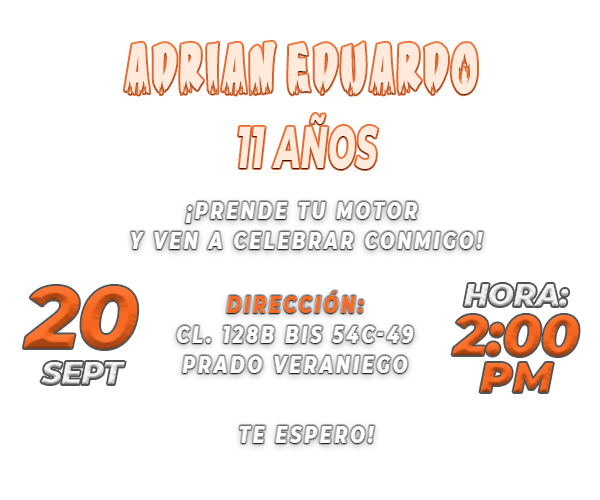 ADRIAN EDUARDO
11 AÑOS
¡PRENDE TU MOTOR
Y VEN A CELEBRAR CONMIGO!
20
SEPT
DIRECCIÓN:
CL. 128B BIS 54C-49
PRADO VERANIEGO
HORA:
2:00
PM
TE ESPERO!